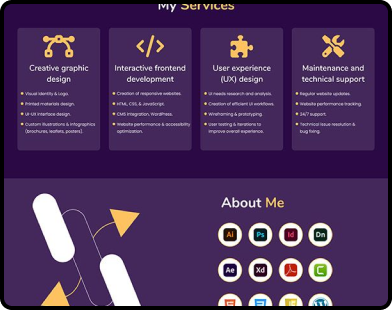 My Services
Creative graphic
design
Visual Identity & Logo.
Printed materials design.
UI-UX interface design.
Custom illustrations & infographics
(brochures, leaflets, posters).
Interactive frontend
development
Creation of responsive websites.
HTML, CSS, & JavaScript.
CMS integration, WordPress.
Website performance & accessibility
optimization.
User experience
(UX) design
UI needs research and analysis.
Creation of efficient UI workflows.
Wireframing & prototyping.
User testing & iterations to
improve overall experience.
Maintenance and
technical support
Regular website updates.
Website performance tracking.
24/7 support.
Technical issue resolution &
bug fixing.
About Me
Ai
Ps
Id
Dn
Ae
Xd